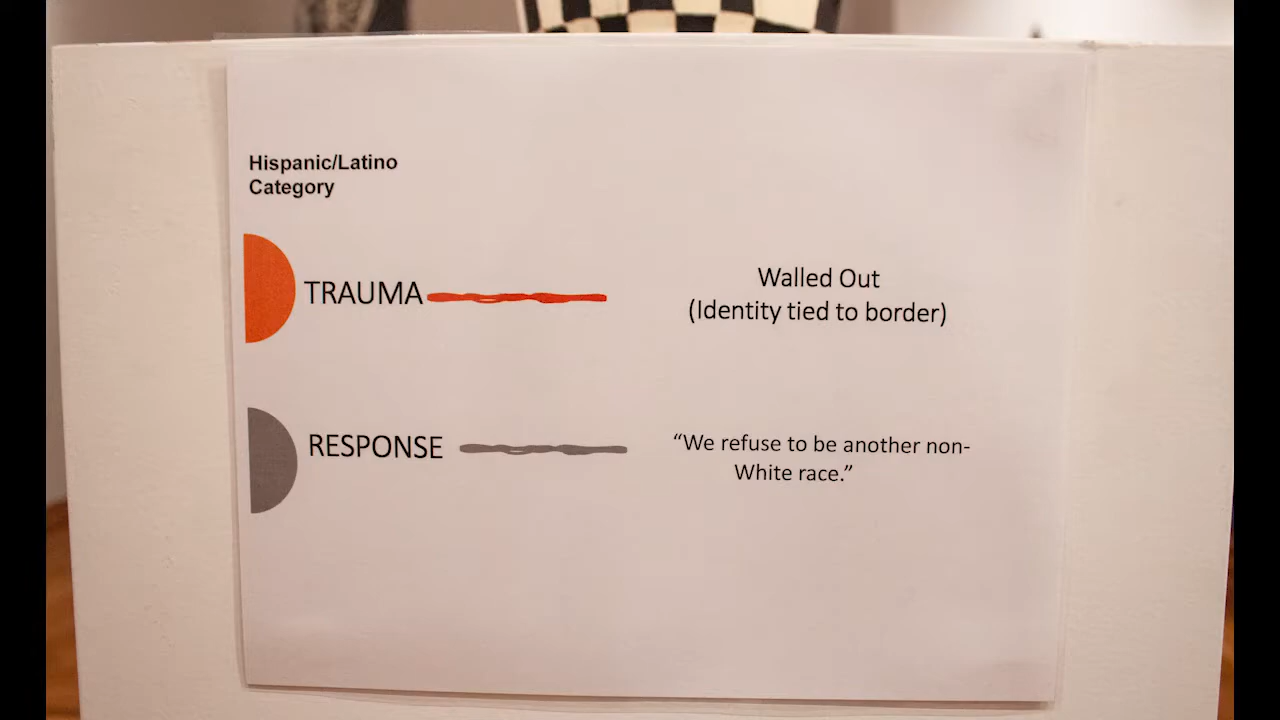 Hispanic/Latino
Category
TRAUMA
Walled Out
(Identity tied to border)
RESPONSE
“We refuse to be another non-
White race.”